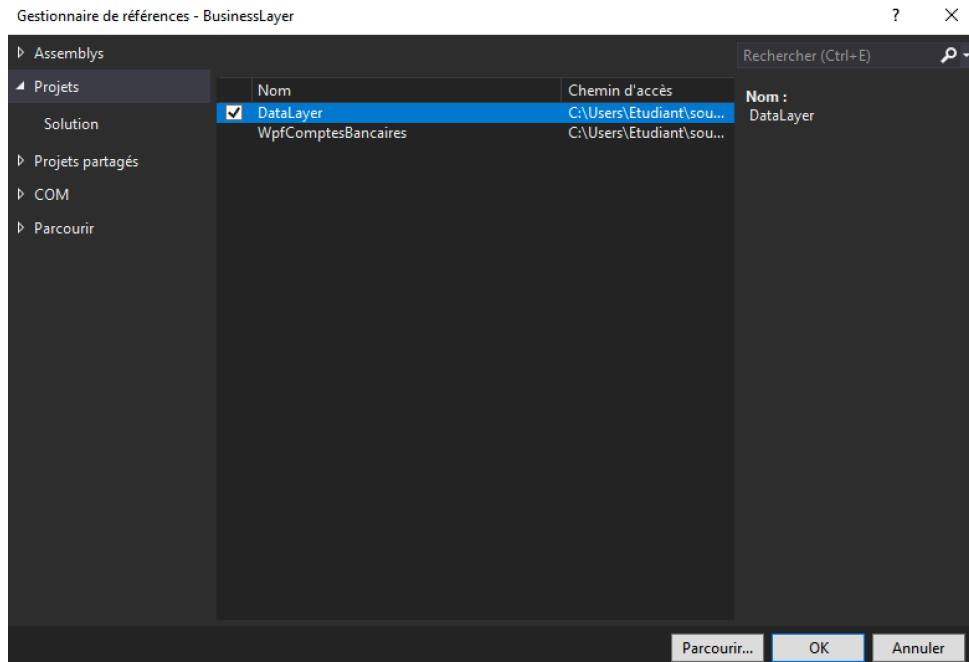 Gestionnaire de références - BusinessLayer
Assemblys
Projets
Solution
Projets partagés
COM
Parcourir
Nom Chemin d'accès
DataLayer C:\Users\Etudiant\sou...
WpfComptesBancaires C:\Users\Etudiant\sou...
Rechercher (Ctrl+E)
Nom :
DataLayer
Parcourir... OK Annuler